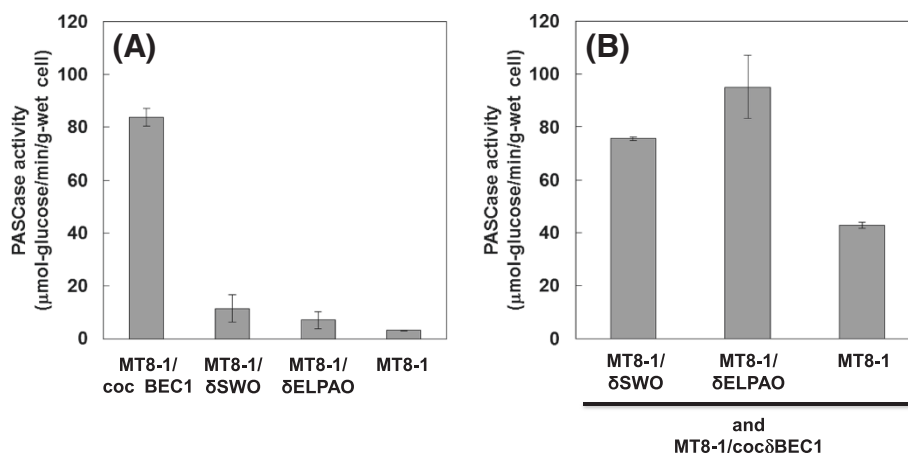 (A)
PASCase activity
(μmol-glucose/min/g-wet cell)
120
100
80
60
40
20
0
MT8-1/
coc BEC1
MT8-1/
δSWO
MT8-1/
δELPAO
MT8-1
(B)
PASCase activity
(μmol-glucose/min/g-wet cell)
120
100
80
60
40
20
0
MT8-1/
δSWO
MT8-1/
δELPAO
MT8-1
and
MT8-1/cocδBEC1